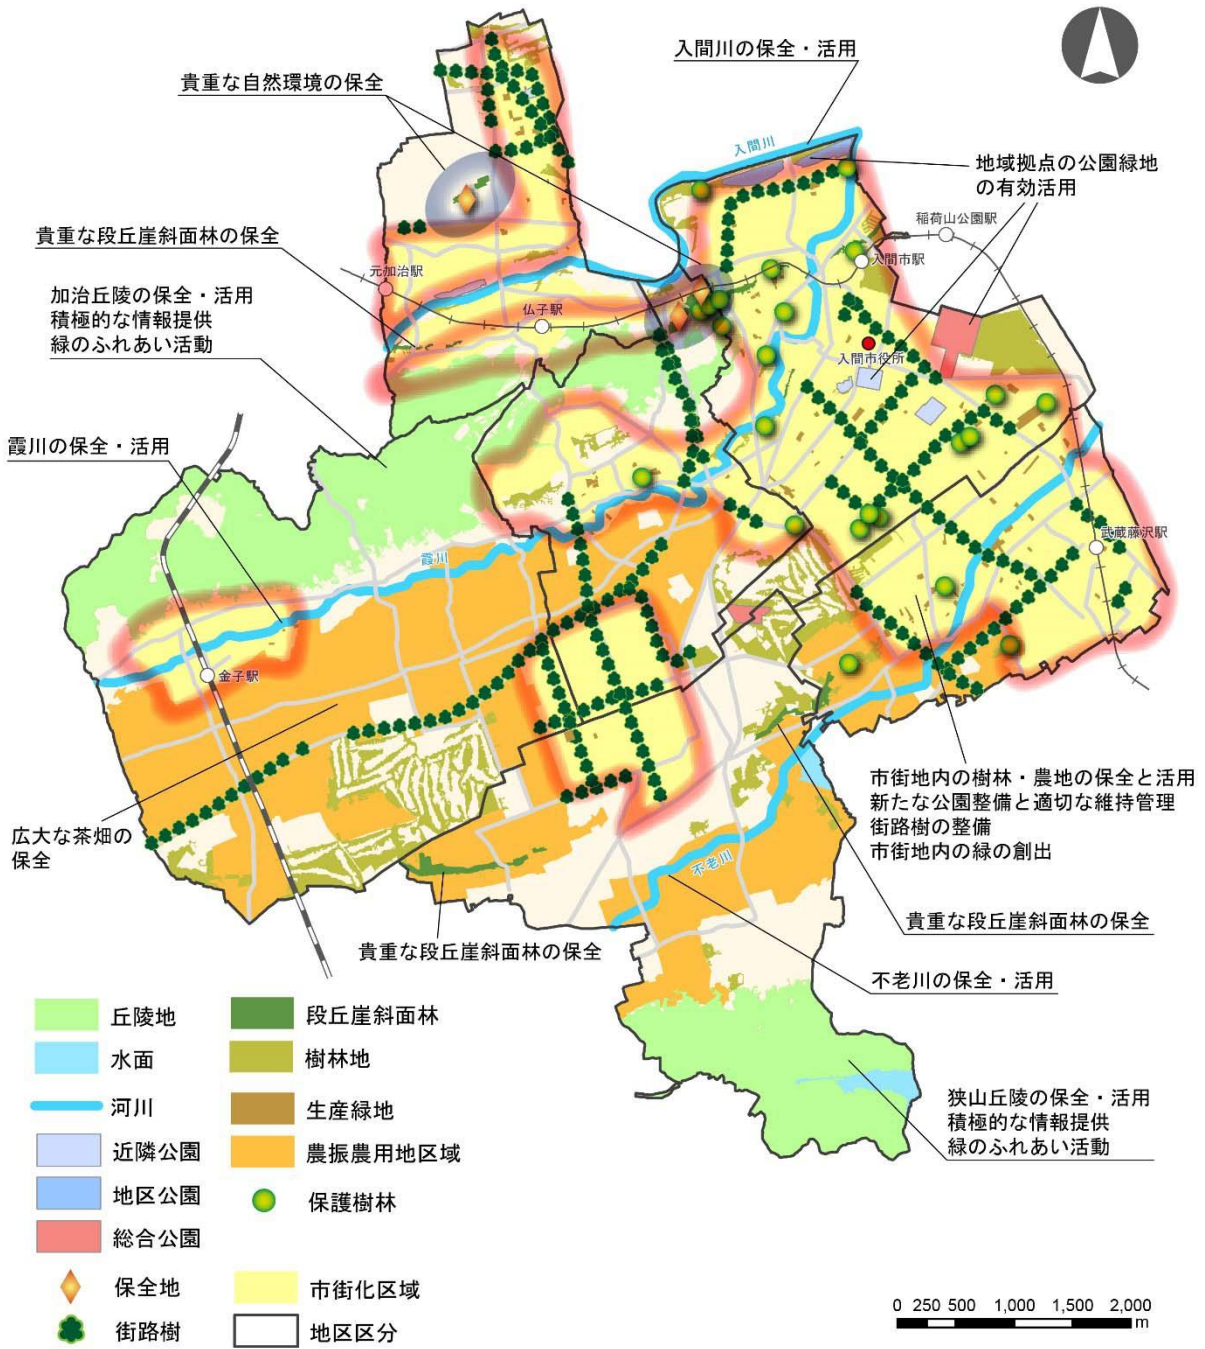 入間川の保全・活用
貴重な自然環境の保全
入間川
地域拠点の公園緑地
の有効活用
稲荷山公園駅
貴重な段丘崖斜面林の保全
入間市駅
元加治駅
加治丘陵の保全・活用
積極的な情報提供
緑のふれあい活動
仏子駅
入間市役所
霞川の保全・活用
武蔵藤沢駅
霞川
金子駅
広大な茶畑の
保全
市街地内の樹林・農地の保全と活用
新たな公園整備と適切な維持管理
街路樹の整備
市街地内の緑の創出
不老川
貴重な段丘崖斜面林の保全
貴重な段丘崖斜面林の保全
不老川の保全・活用
狭山丘陵の保全・活用
積極的な情報提供
緑のふれあい活動
丘陵地
水面
河川
近隣公園
地区公園
総合公園
保全地
街路樹
段丘崖斜面林
樹林地
生産緑地
農振農用地区域
保護樹林
市街化区域
地区区分
0 250 500 1,000 1,500 2,000
m